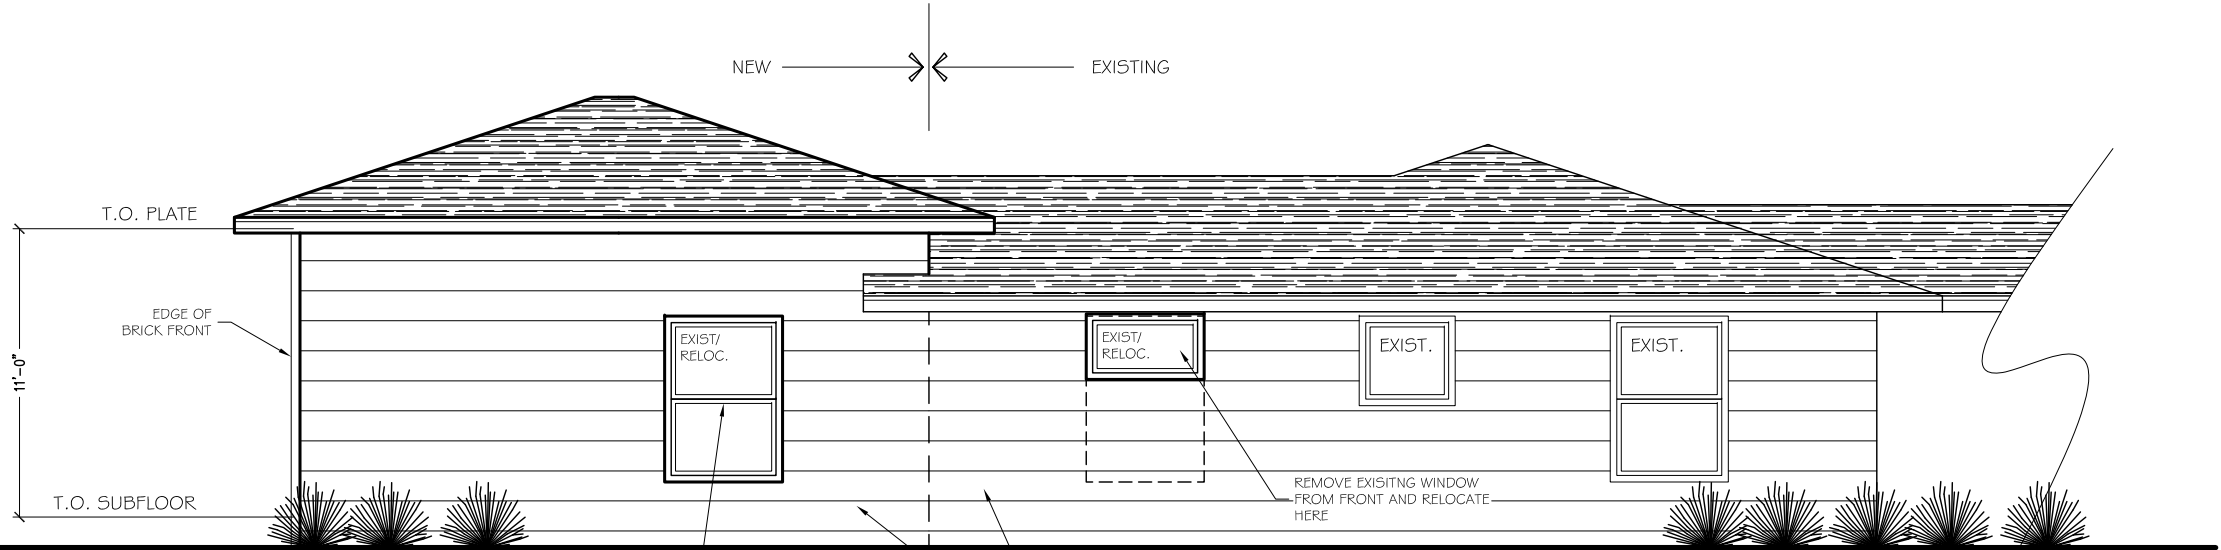 NEW
EXISTING
T.O. PLATE
EDGE OF
BRICK FRONT
11'-0"
T.O. SUBFLOOR
EXIST/
RELOC.
EXIST/
RELOC.
EXIST.
EXIST.
REMOVE EXISITNG WINDOW
FROM FRONT AND RELOCATE
HERE